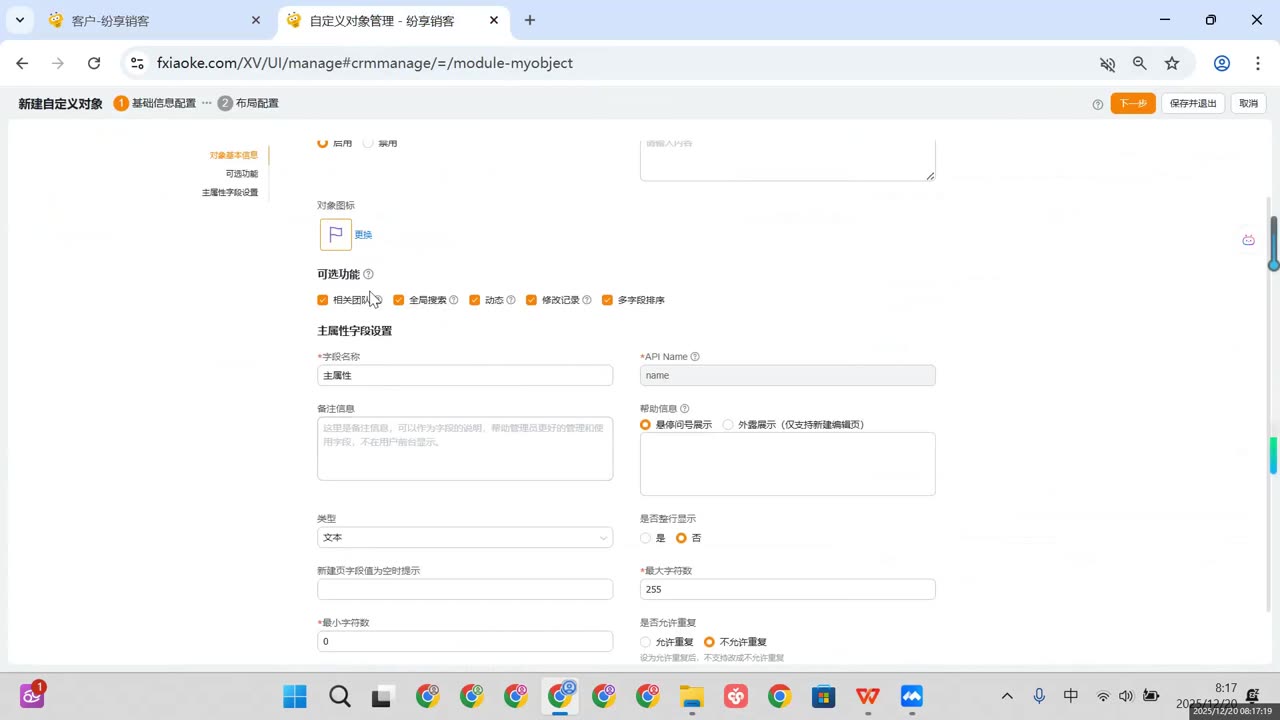 客户-纷享销客
自定义对象管理 - 纷享销客
fxiaoke.com/XV/UI/manage#crmmanage/=/module-myobject
新建自定义对象
1 基础信息配置 ··· 2 布局配置
下一步
保存并退出
取消
对象基本信息
可选功能
主属性字段设置
启用 禁用
请输入内容
对象图标
更换
可选功能
相关团队 全局搜索 动态 修改记录 多字段排序
主属性字段设置
*字段名称
主属性
*API Name
name
备注信息
这里是备注信息，可以作为字段的说明，帮助管理员更好的管理和使
用字段，不在用户前台显示。
帮助信息
悬停问号展示 外露展示（仅支持新建编辑页）
类型
文本
是否整行显示
是 否
新建页字段值为空时提示
*最大字符数
255
*最小字符数
0
是否允许重复
允许重复 不允许重复
设为允许重复后，不支持改成不允许重复
1
中
8:17
2025/12/20
2025/12/20 08:17:19